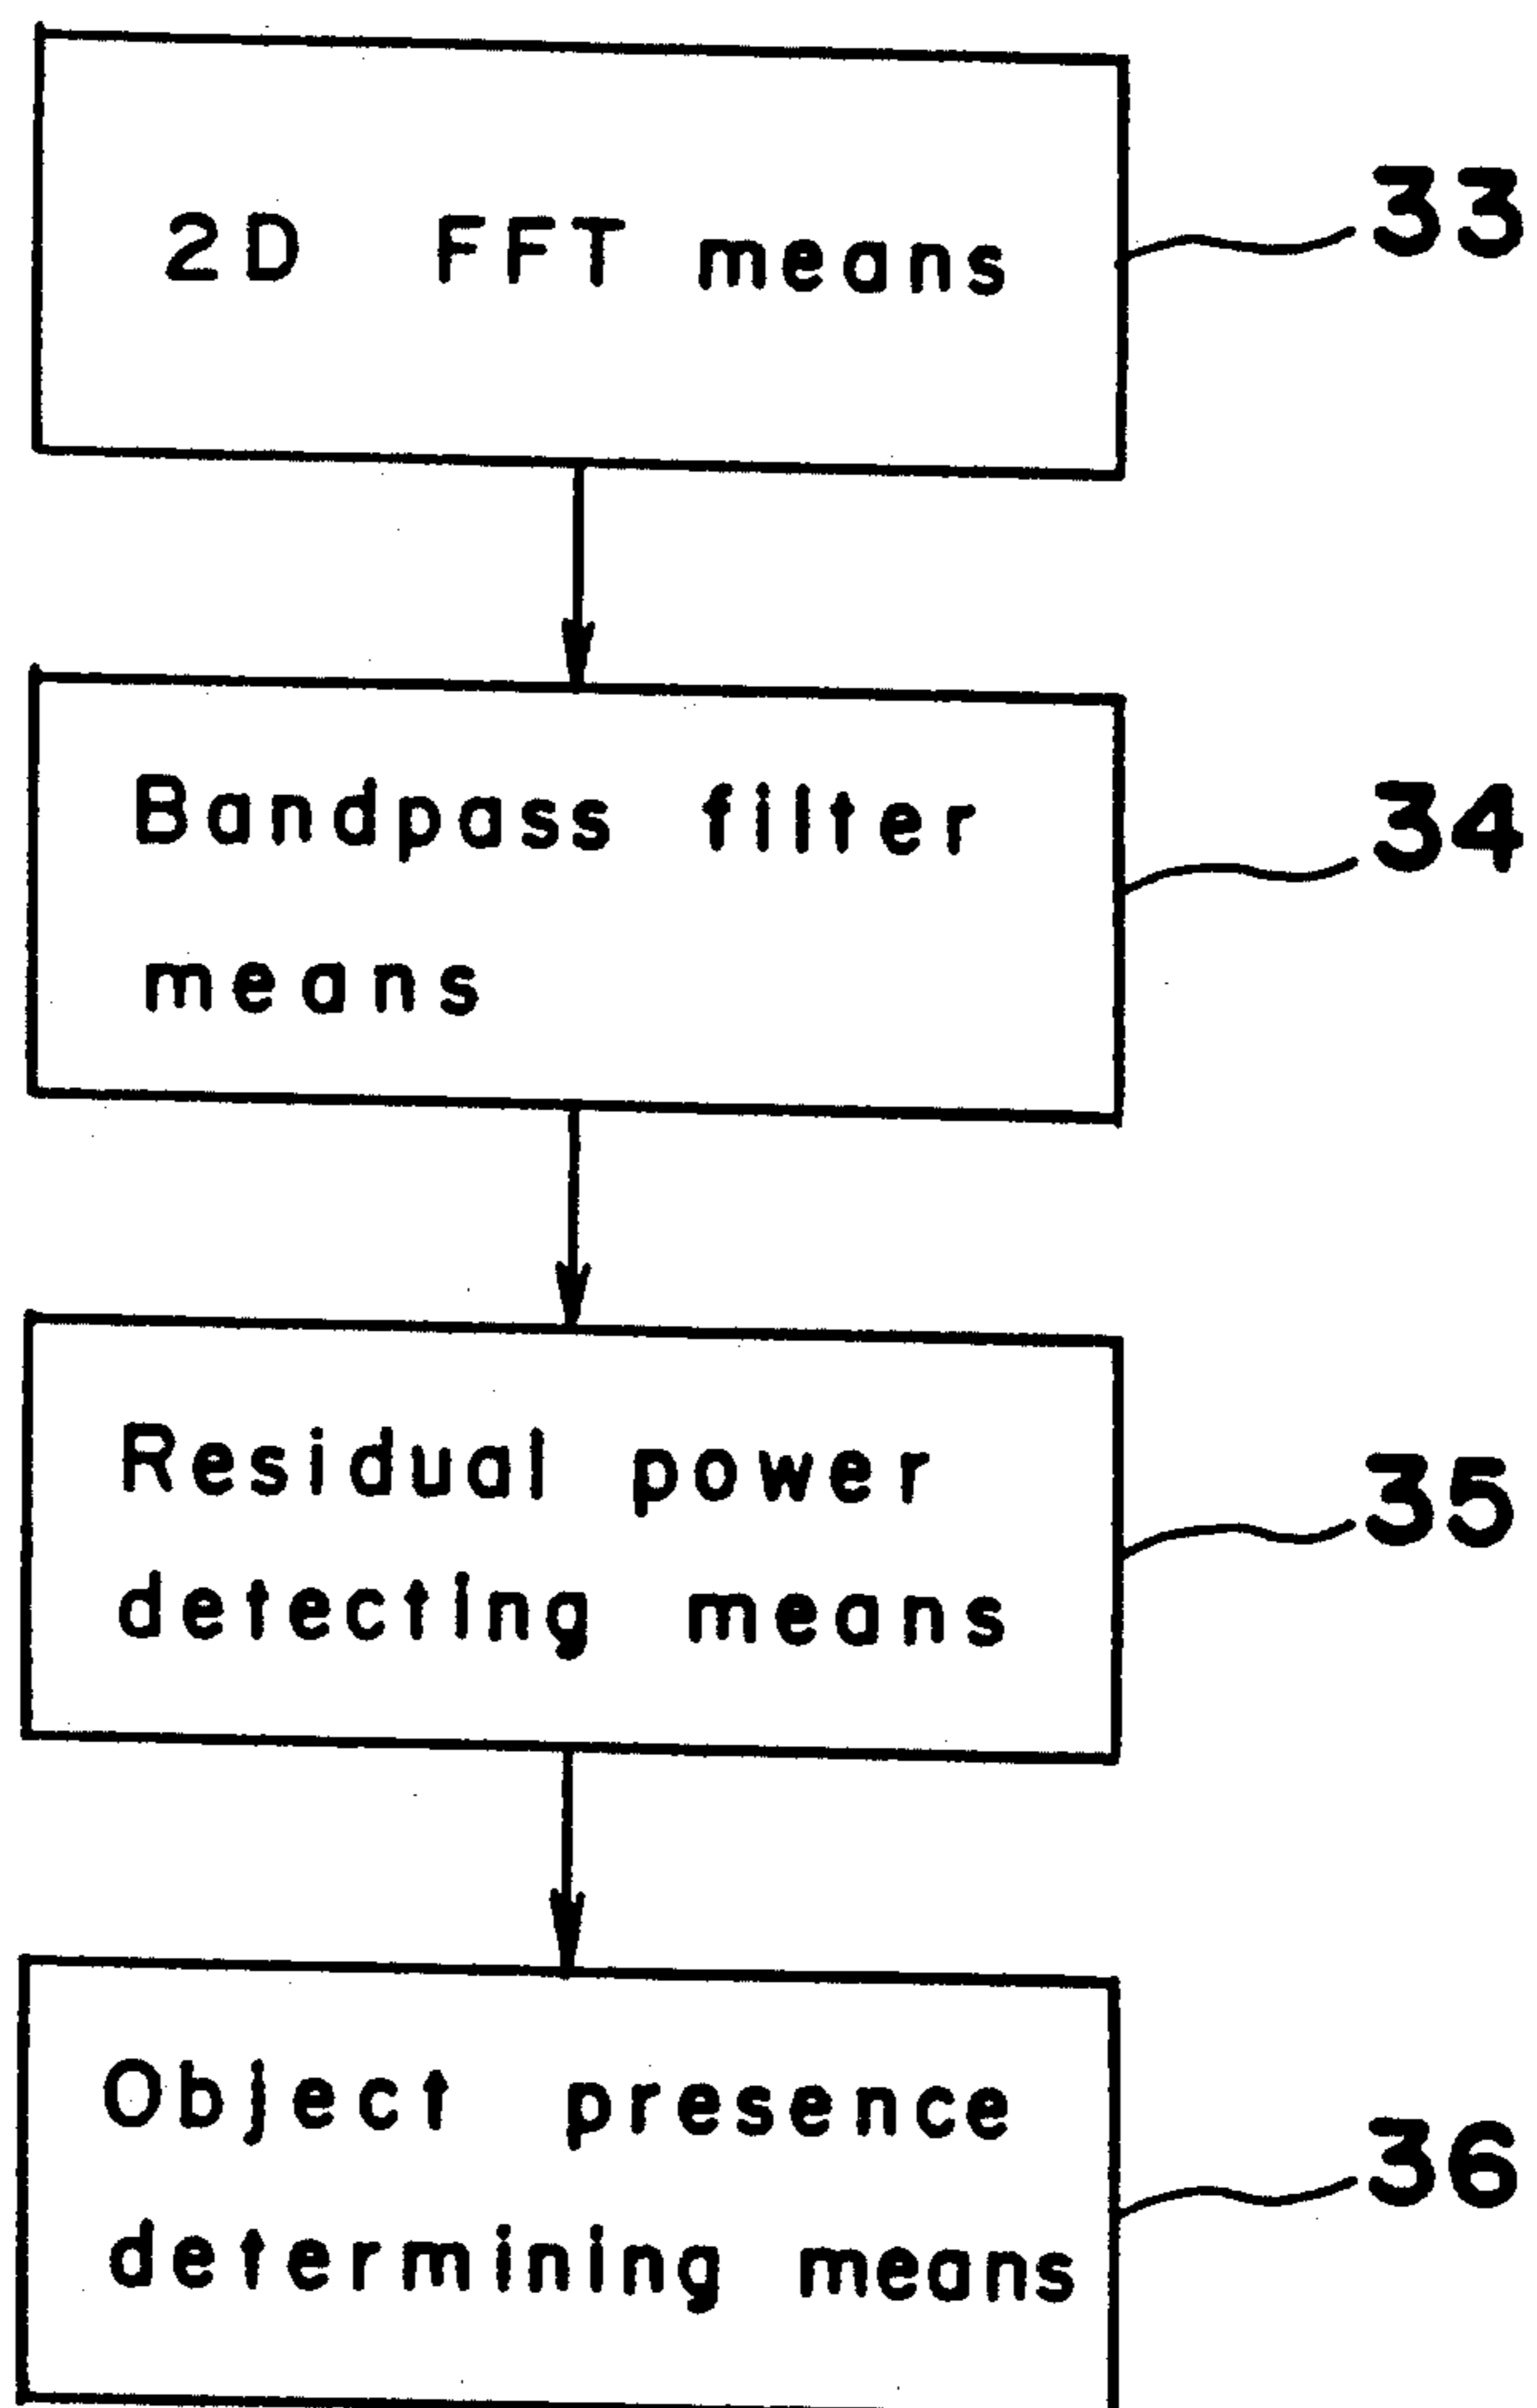 2D FFT means
33
Bandpass filter
means
34
Residual power
detecting means
35
Object presence
determining means
36